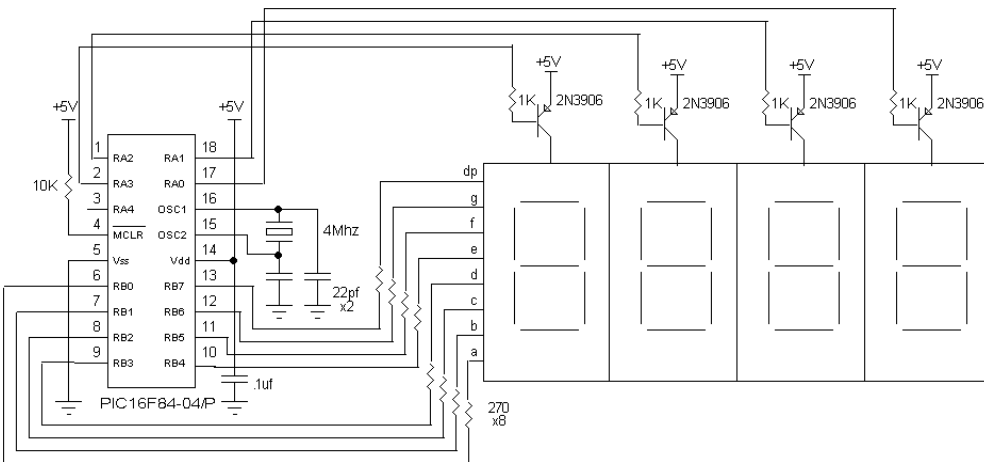 +5V
+5V
+5V
+5V
1K
2N3906
1K
2N3906
1K
2N3906
1K
2N3906
+5V
+5V
10K
1
RA2
RA1
18
2
RA3
RA0
17
3
RA4
OSC1
16
4
MCLR
OSC2
15
5
Vss
Vdd
14
6
RB0
RB7
13
7
RB1
RB6
12
8
RB2
RB5
11
9
RB3
RB4
10
PIC16F84-04/P
4Mhz
22pf
x2
.1uf
dp
g
f
e
d
c
b
a
270
x8